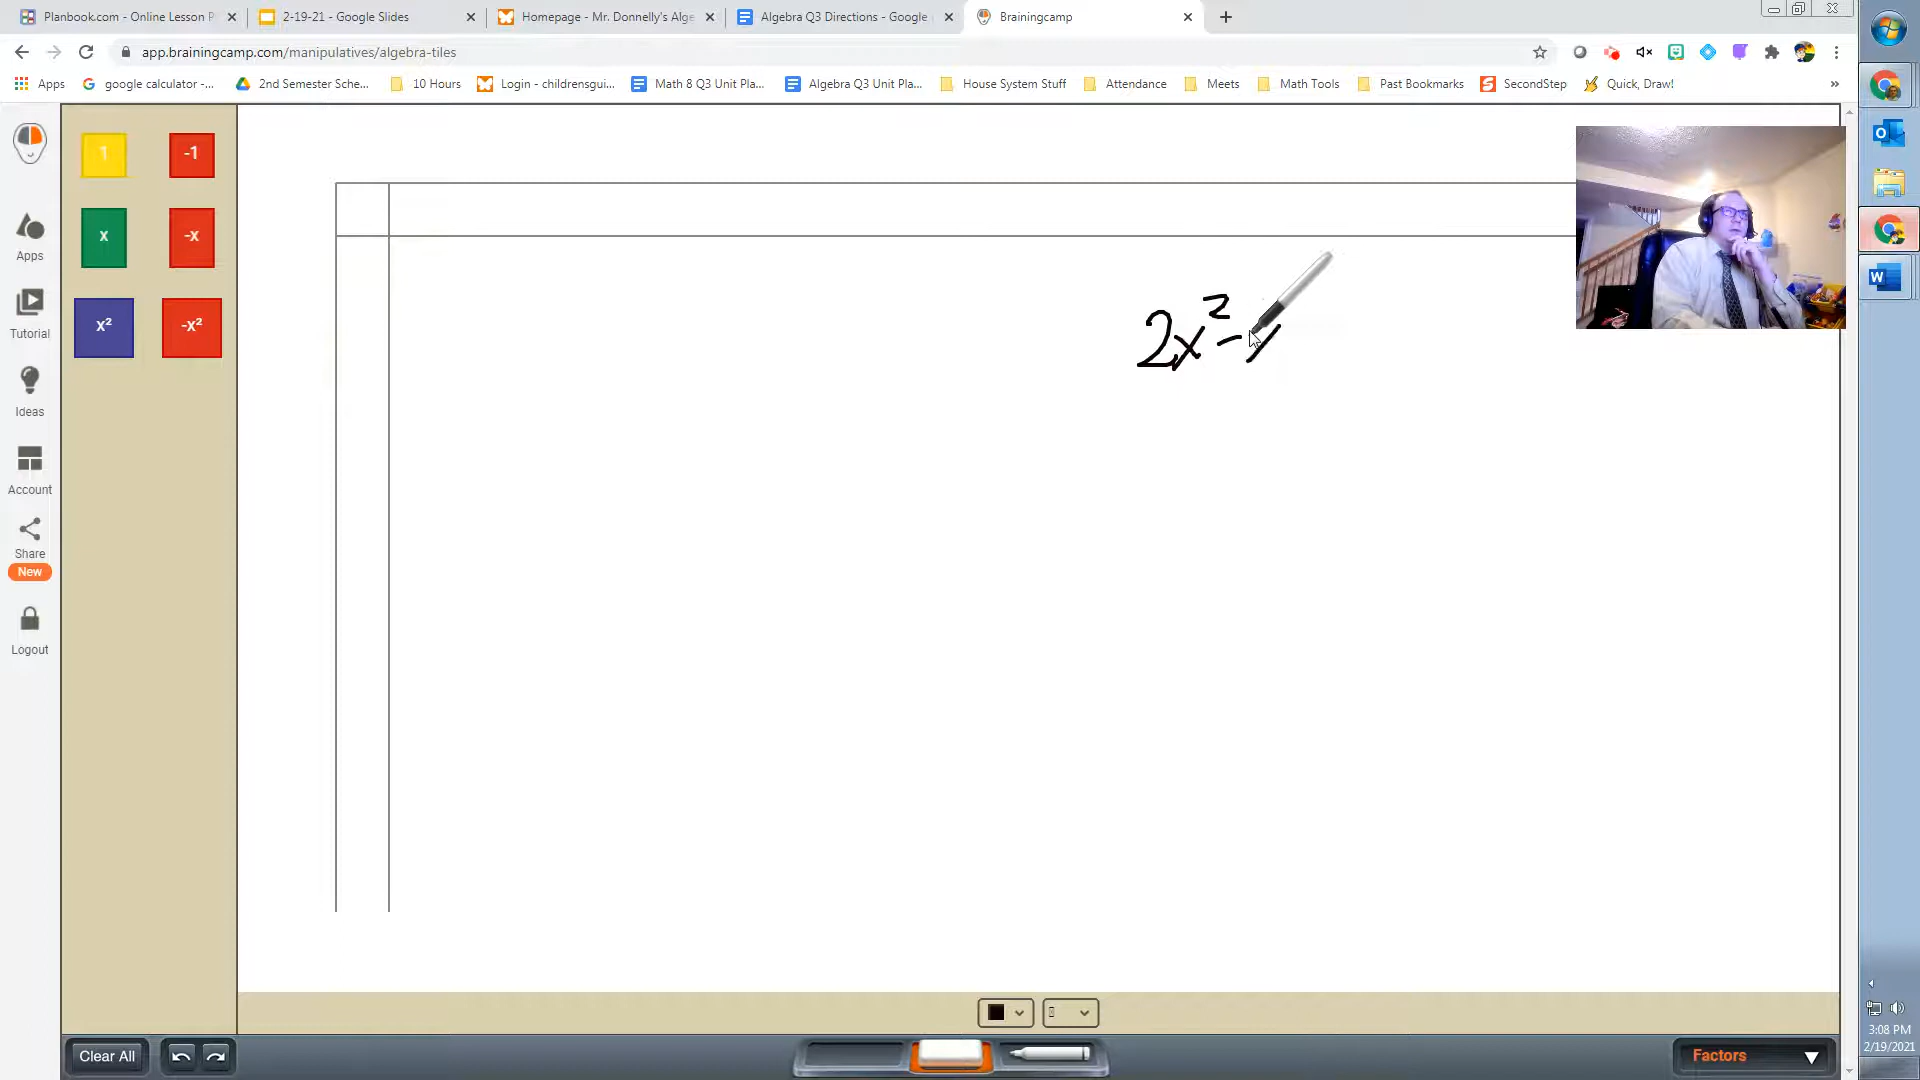 Planbook.com - Online Lesson P
2-19-21 - Google Slides
Homepage - Mr. Donnelly's Alge
Algebra Q3 Directions - Google
Brainingcamp
app.brainingcamp.com/manipulatives/algebra-tiles
Apps
google calculator -...
2nd Semester Sche...
10 Hours
Login - childrensgui...
Math 8 Q3 Unit Pla...
Algebra Q3 Unit Pla...
House System Stuff
Attendance
Meets
Math Tools
Past Bookmarks
SecondStep
Quick, Draw!
»
1
-1
x
-x
x²
-x²
Apps
Tutorial
Ideas
Account
Share
New
Logout
2x² -
Clear All
Factors
3:08 PM
2/19/2021